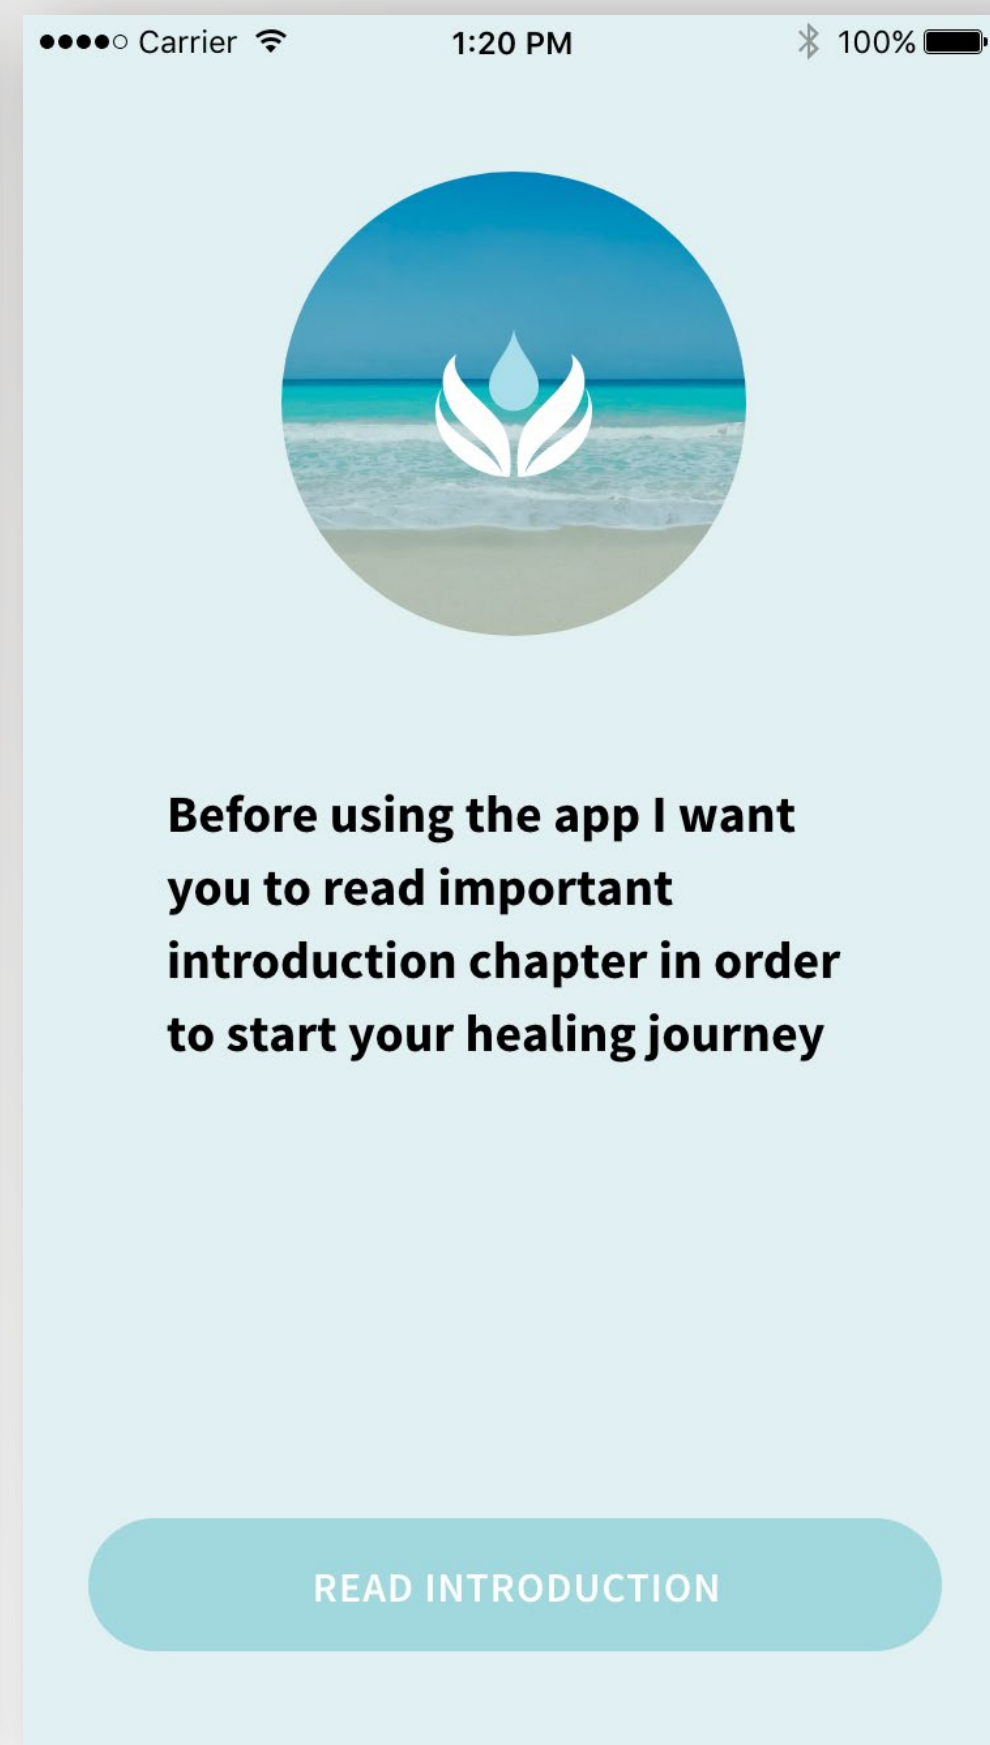 Carrier 1:20 PM 100%
Before using the app I want
you to read important
introduction chapter in order
to start your healing journey
READ INTRODUCTION